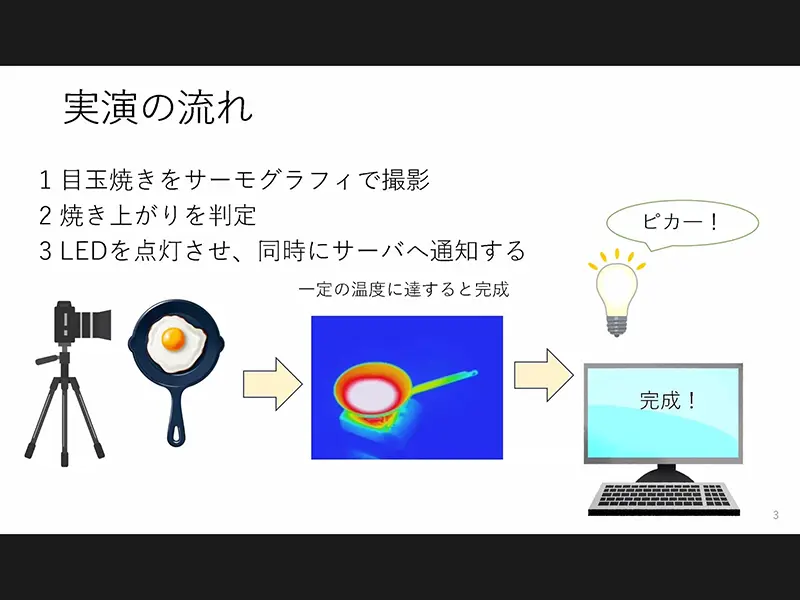 実演の流れ
1 目玉焼きをサーモグラフィで撮影
2 焼き上がりを判定
3 LEDを点灯させ、同時にサーバへ通知する
一定の温度に達すると完成
ピカ―！
完成！
3